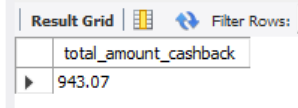 Result Grid Filter Rows:
total_amount_cashback
943.07